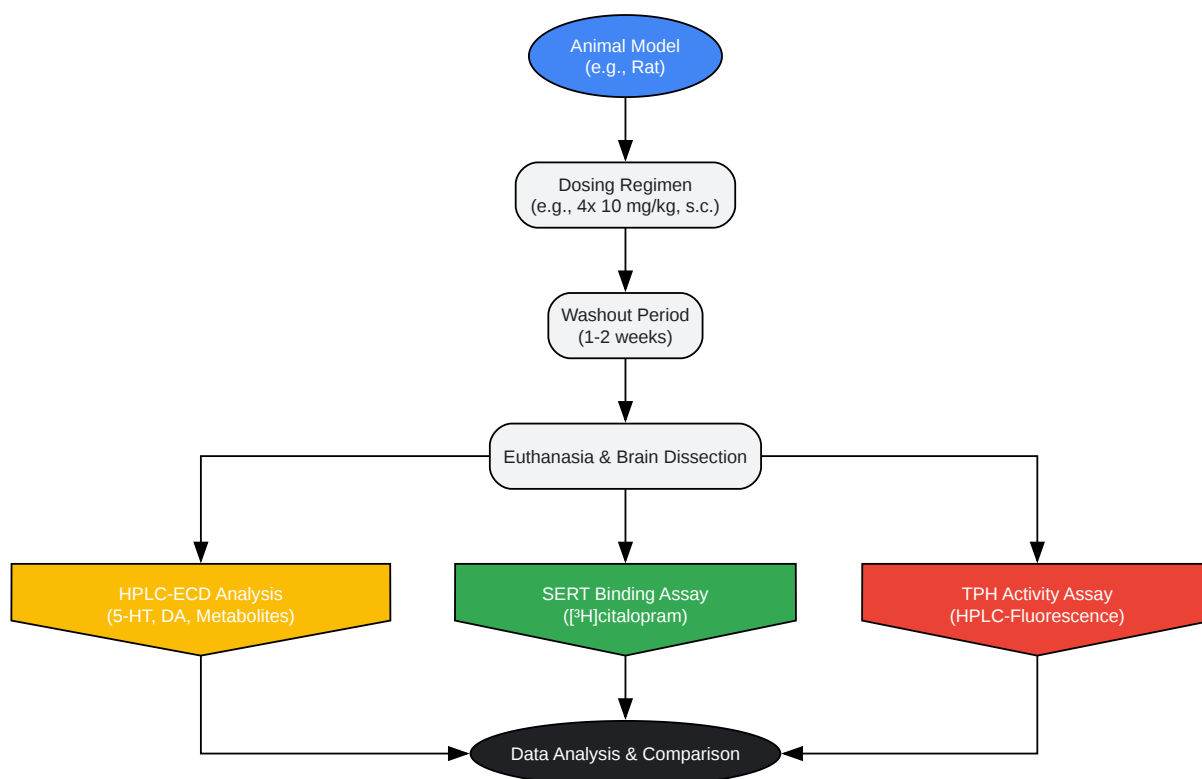 Animal Model
(e.g., Rat)
Dosing Regimen
(e.g., 4x 10 mg/kg, s.c.)
Washout Period
(1-2 weeks)
Euthanasia & Brain Dissection
HPLC-ECD Analysis
(5-HT, DA, Metabolites)
SERT Binding Assay
([³H]citalopram)
TPH Activity Assay
(HPLC-Fluorescence)
Data Analysis & Comparison